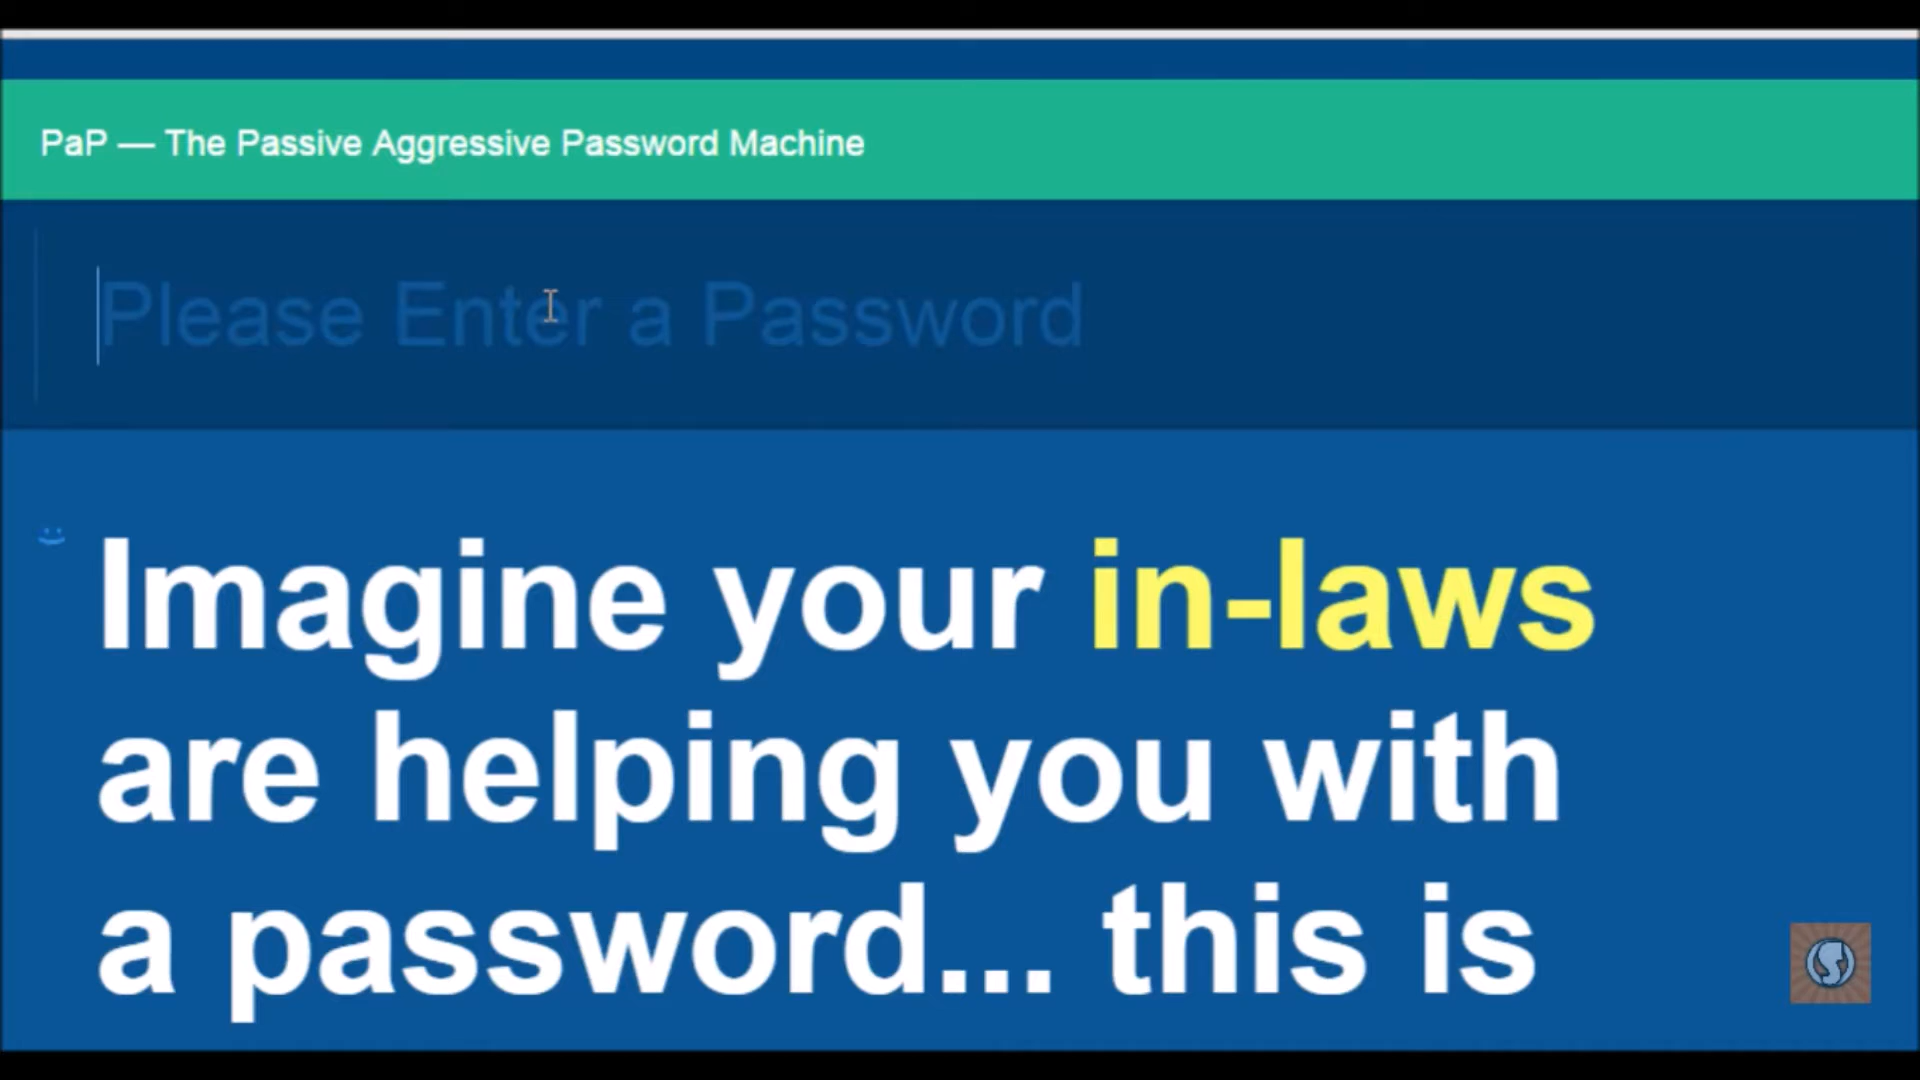 PaP — The Passive Aggressive Password Machine
Please Enter a Password
Imagine your in-laws
are helping you with
a password... this is